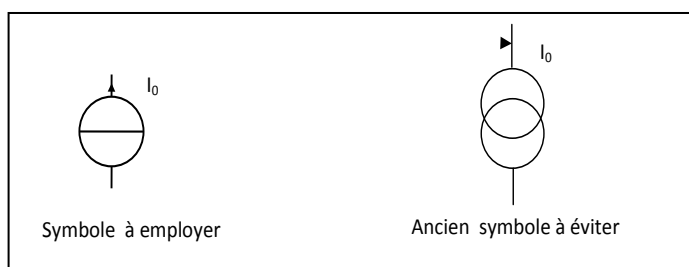 I₀
I₀
Symbole à employer
Ancien symbole à éviter